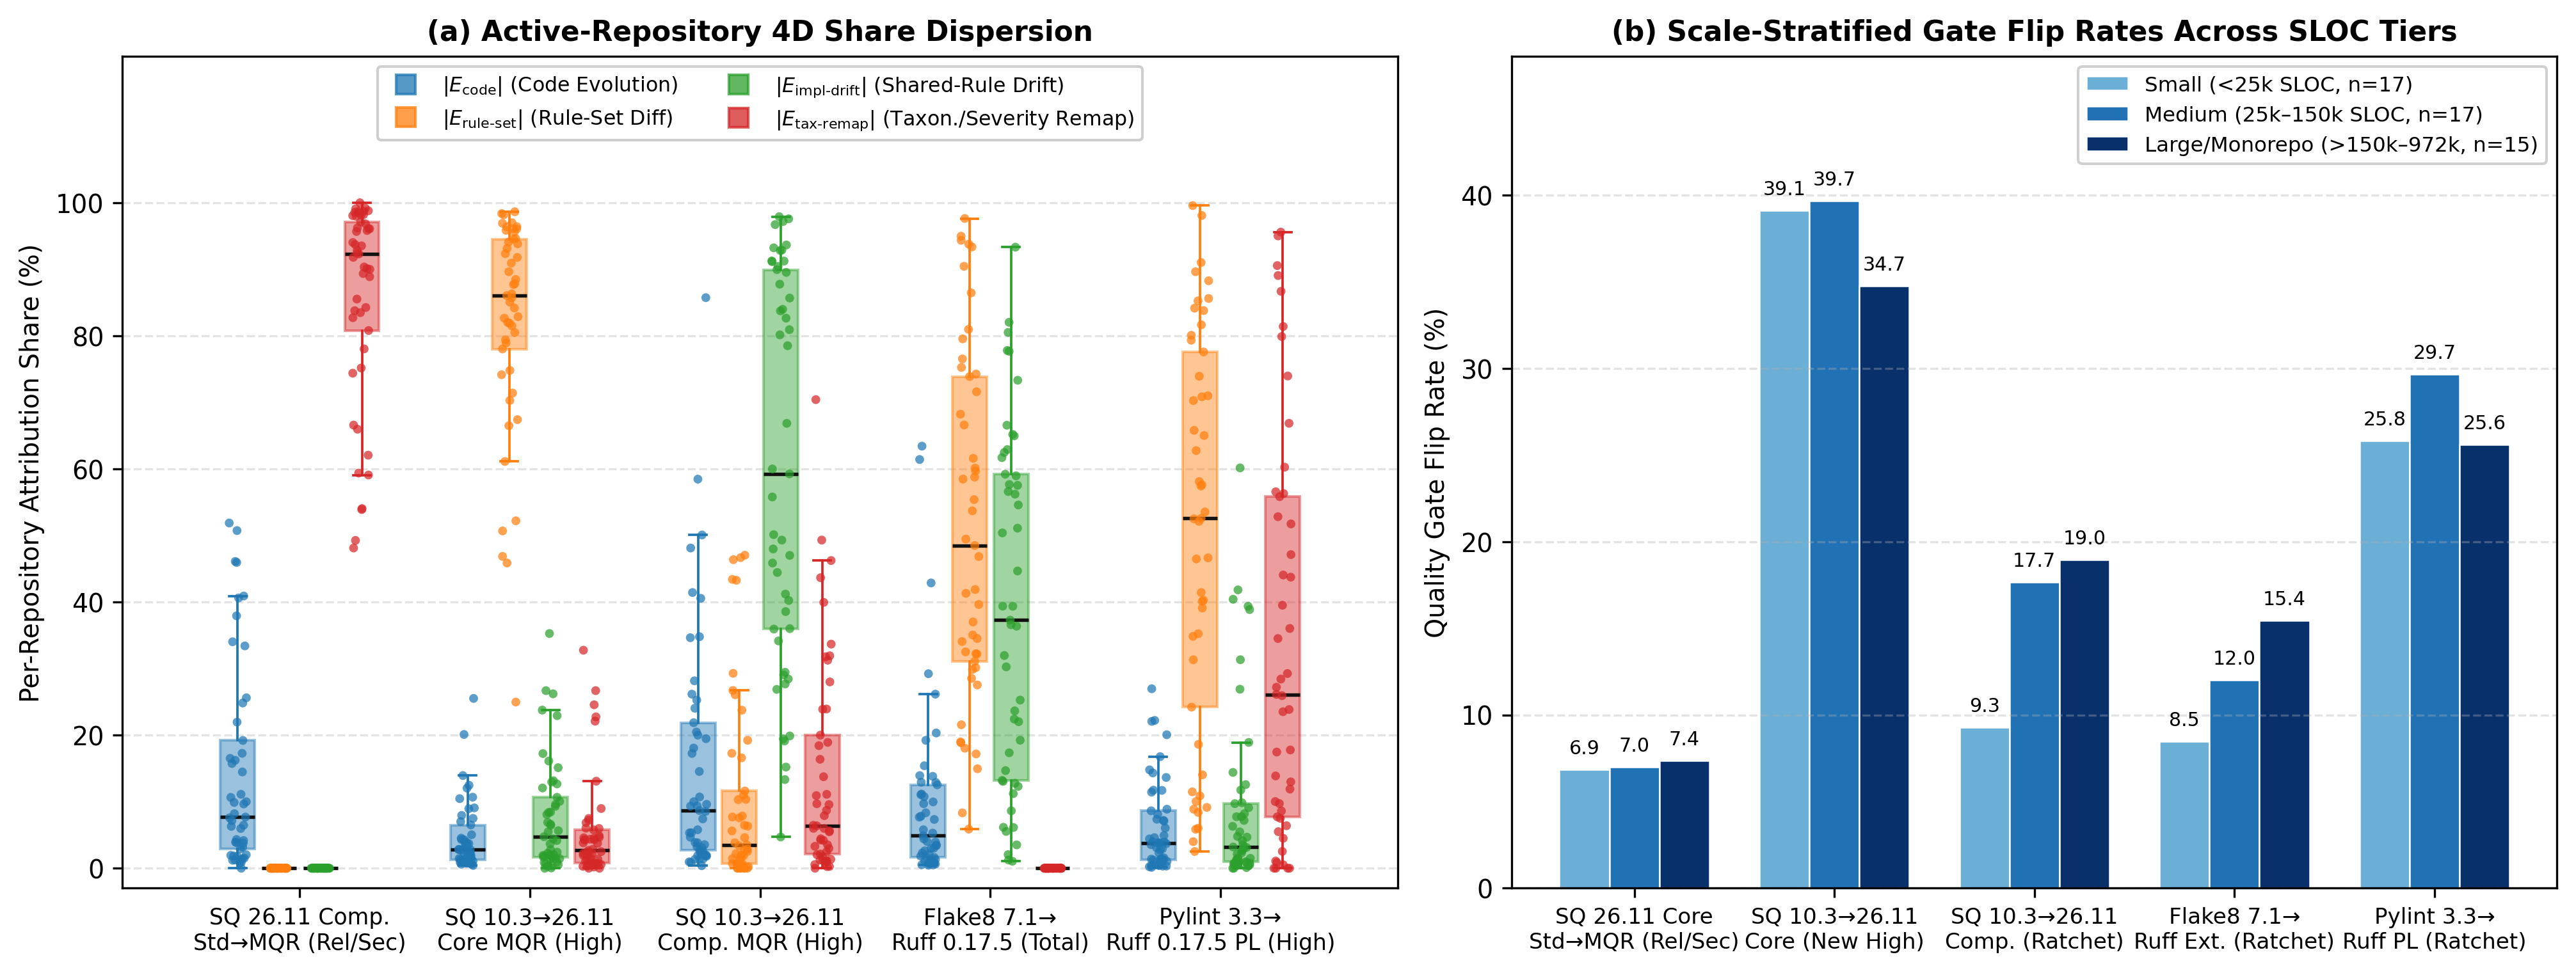 (a) Active-Repository 4D Share Dispersion
|E_code| (Code Evolution)
|E_rule-set| (Rule-Set Diff)
|E_impl-drift| (Shared-Rule Drift)
|E_tax-remap| (Taxon./Severity Remap)
Per-Repository Attribution Share (%)
100
80
60
40
20
0
SQ 26.11 Comp.
Std→MQR (Rel/Sec)
SQ 10.3→26.11
Core MQR (High)
SQ 10.3→26.11
Comp. MQR (High)
Flake8 7.1→
Ruff 0.17.5 (Total)
Pylint 3.3→
Ruff 0.17.5 PL (High)
(b) Scale-Stratified Gate Flip Rates Across SLOC Tiers
Small (<25k SLOC, n=17)
Medium (25k–150k SLOC, n=17)
Large/Monorepo (>150k–972k, n=15)
Quality Gate Flip Rate (%)
40
30
20
10
0
6.9
7.0
7.4
39.1
39.7
34.7
9.3
17.7
19.0
8.5
12.0
15.4
25.8
29.7
25.6
SQ 26.11 Core
Std→MQR (Rel/Sec)
SQ 10.3→26.11
Core (New High)
SQ 10.3→26.11
Comp. (Ratchet)
Flake8 7.1→
Ruff Ext. (Ratchet)
Pylint 3.3→
Ruff PL (Ratchet)